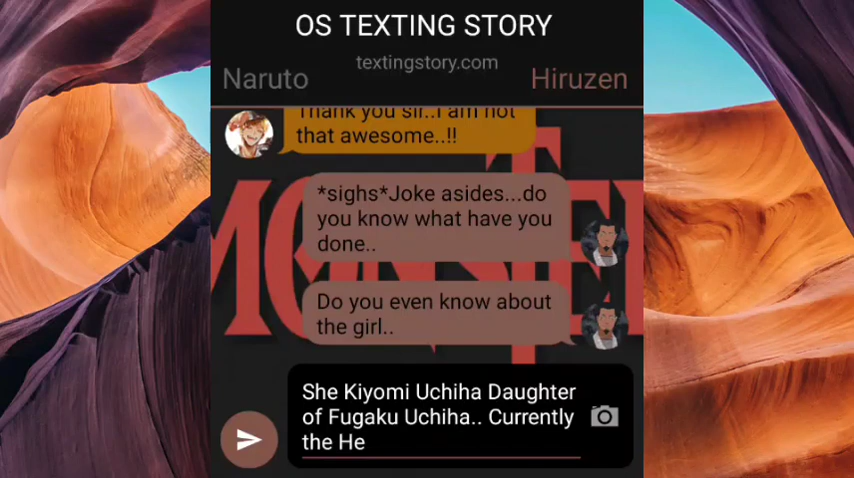 OS TEXTING STORY
textingstory.com
Naruto
Hiruzen
Thank you sir..I am not
that awesome..!!
*sighs*Joke asides...do
you know what have you
done..
Do you even know about
the girl..
She Kiyomi Uchiha Daughter
of Fugaku Uchiha.. Currently
the He